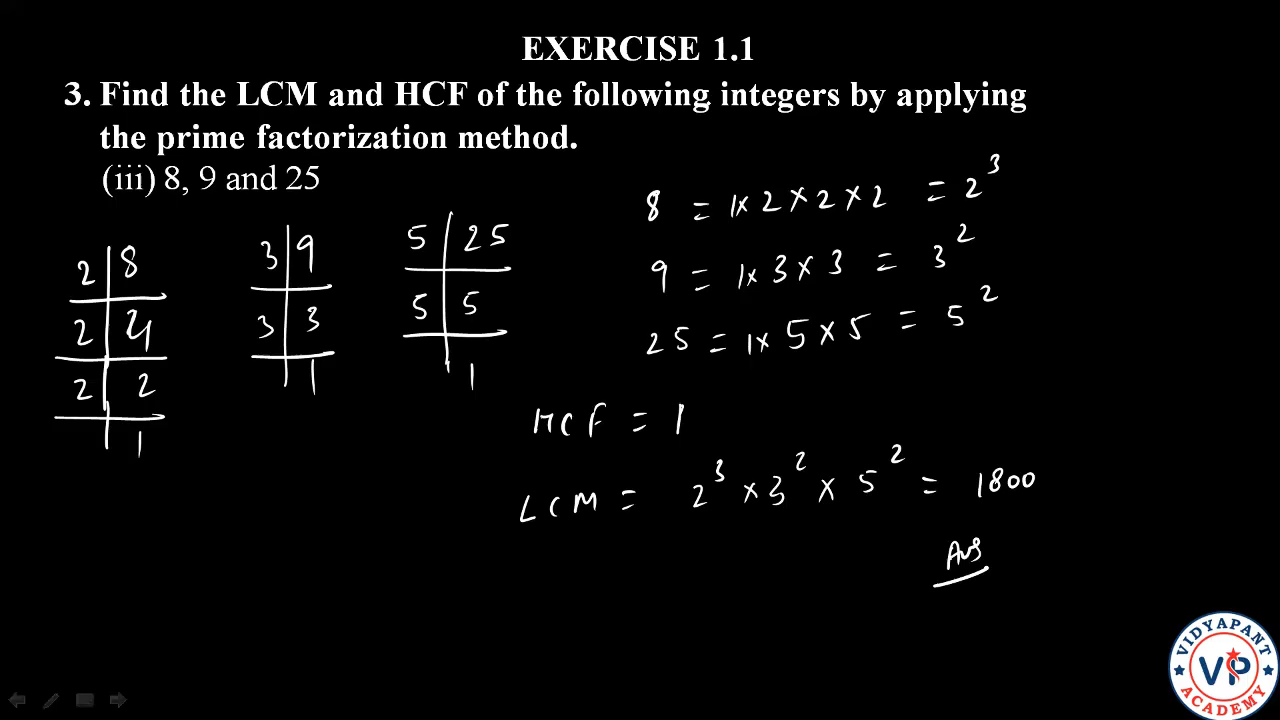 EXERCISE 1.1
3. Find the LCM and HCF of the following integers by applying
the prime factorization method.
(iii) 8, 9 and 25
2 | 8
2 | 4
2 | 2
1
3 | 9
3 | 3
1
5 | 25
5 | 5
1
8 = 1 × 2 × 2 × 2 = 2³
9 = 1 × 3 × 3 = 3²
25 = 1 × 5 × 5 = 5²
HCF = 1
LCM = 2³ × 3² × 5² = 1800
Ans
VIDYAPANT
VP
ACADEMY